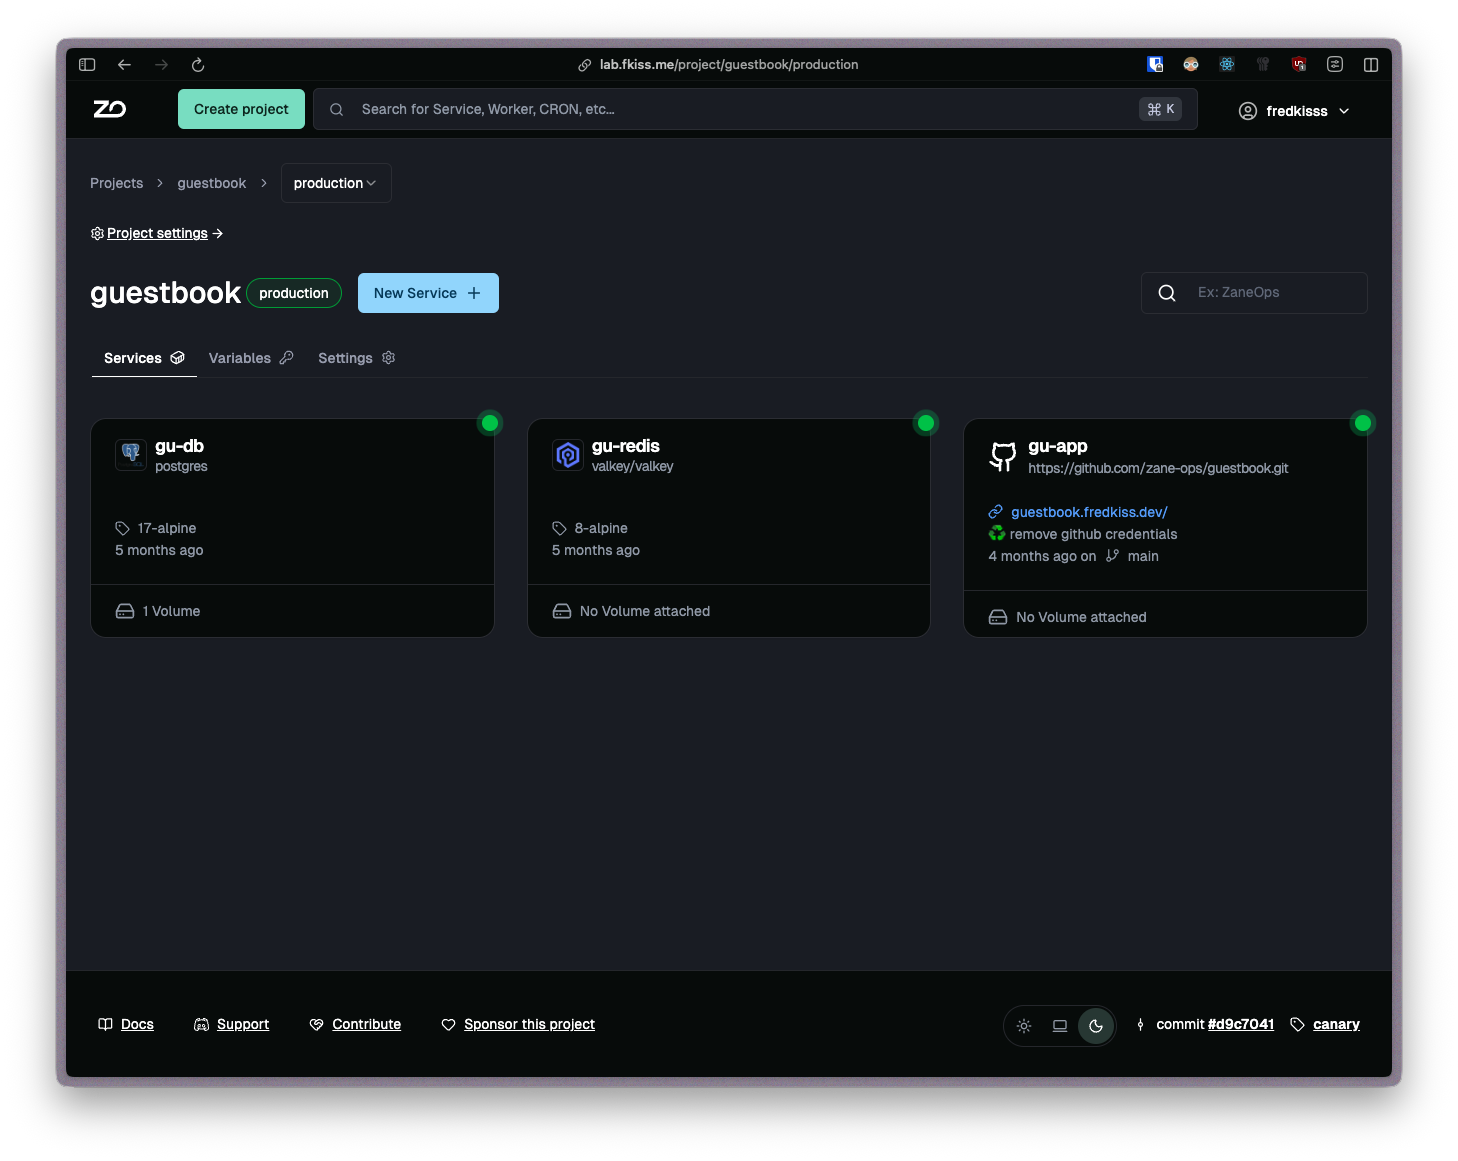 lab.fkiss.me/project/guestbook/production
ZO
Create project
Search for Service, Worker, CRON, etc...
⌘ K
fredkisss
Projects > guestbook > production
Project settings →
guestbook
production
New Service +
Ex: ZaneOps
Services
Variables
Settings
gu-db
postgres
17-alpine
5 months ago
1 Volume
gu-redis
valkey/valkey
8-alpine
5 months ago
No Volume attached
gu-app
https://github.com/zane-ops/guestbook.git
guestbook.fredkiss.dev/
♻️ remove github credentials
4 months ago on main
No Volume attached
Docs
Support
Contribute
Sponsor this project
commit #d9c7041
canary